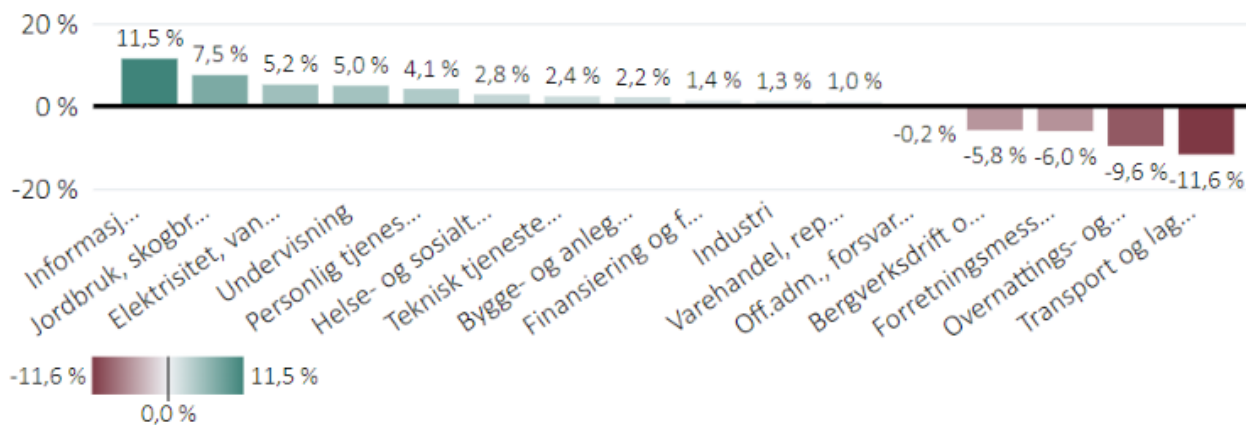 20 %
11,5 %
7,5 %
5,2 %
5,0 %
4,1 %
2,8 %
2,4 %
2,2 %
1,4 %
1,3 %
1,0 %
0 %
-0,2 %
-5,8 %
-6,0 %
-9,6 %
-11,6 %
-20 %
Informasj...
Jordbruk, skogbr...
Elektrisitet, van...
Undervisning
Personlig tjenes...
Helse- og sosialt...
Teknisk tjeneste...
Bygge- og anleg...
Finansiering og f...
Industri
Varehandel, rep...
Off.adm., forsvar...
Bergverksdrift o...
Forretningsmess...
Overnattings- og...
Transport og lag...
-11,6 %
11,5 %
0,0 %